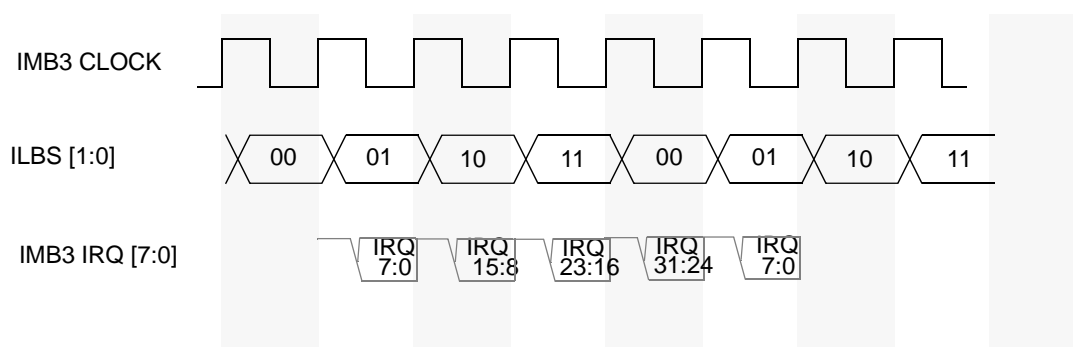 IMB3 CLOCK
ILBS [1:0]
00 01 10 11 00 01 10 11
IMB3 IRQ [7:0]
IRQ 7:0
IRQ 15:8
IRQ 23:16
IRQ 31:24
IRQ 7:0